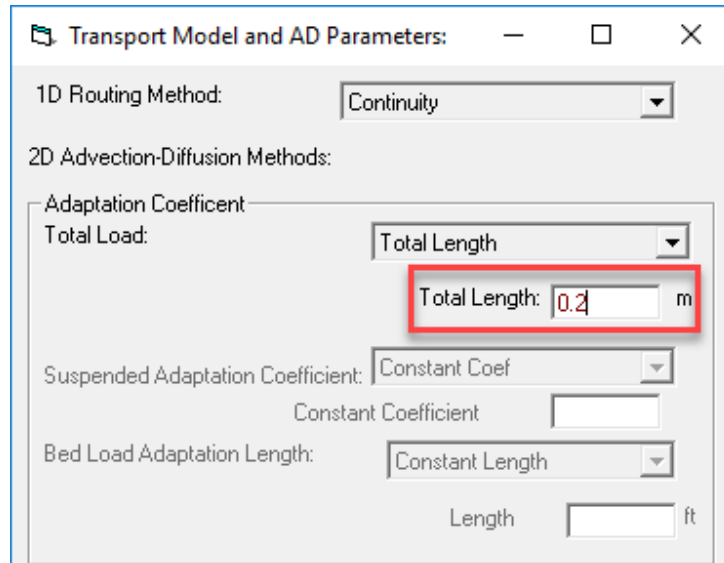 Transport Model and AD Parameters:
1D Routing Method: Continuity
2D Advection-Diffusion Methods:
Adaptation Coefficent
Total Load: Total Length
Total Length: 0.2 m
Suspended Adaptation Coefficient: Constant Coef
Constant Coefficient
Bed Load Adaptation Length: Constant Length
Length ft